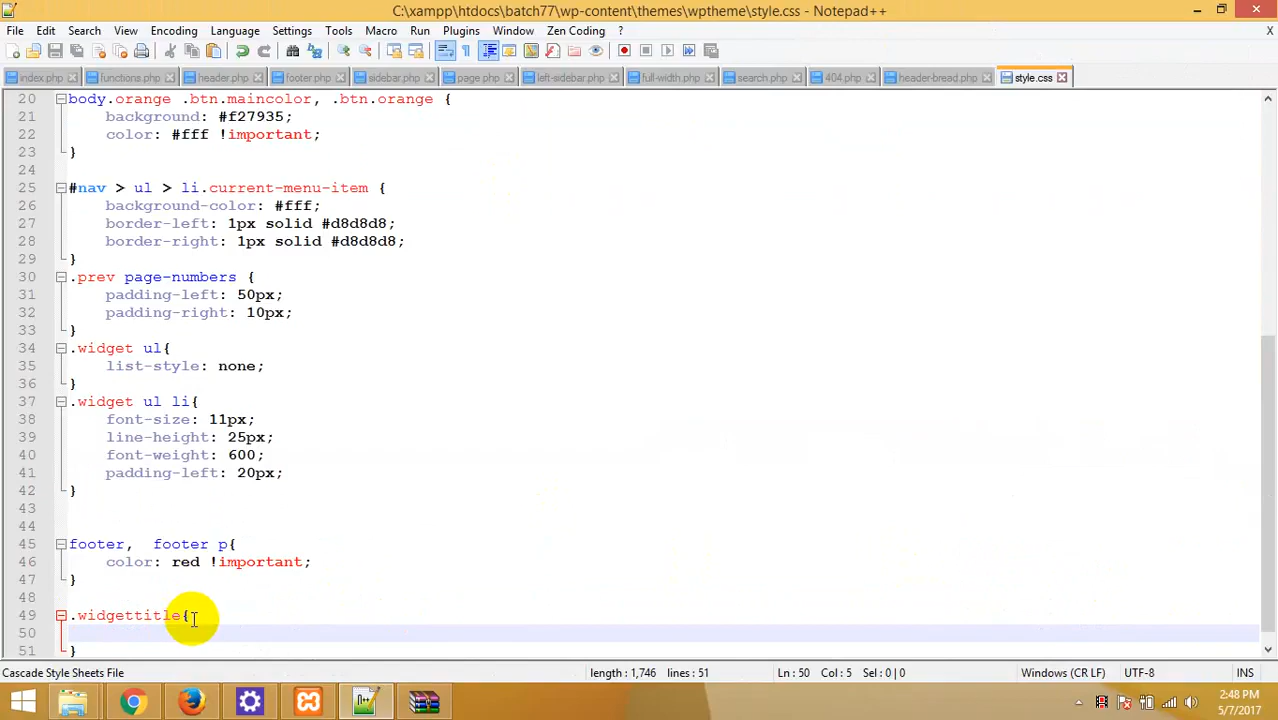 C:\xampp\htdocs\batch77\wp-content\themes\wptheme\style.css - Notepad++
File Edit Search View Encoding Language Settings Tools Macro Run Plugins Window Zen Coding ? X
index.php functions.php header.php footer.php sidebar.php page.php left-sidebar.php full-width.php search.php 404.php header-bread.php style.css
20 body.orange .btn.maincolor, .btn.orange {
21 background: #f27935;
22 color: #fff !important;
23 }
24
25 #nav > ul > li.current-menu-item {
26 background-color: #fff;
27 border-left: 1px solid #d8d8d8;
28 border-right: 1px solid #d8d8d8;
29 }
30 .prev page-numbers {
31 padding-left: 50px;
32 padding-right: 10px;
33 }
34 .widget ul{
35 list-style: none;
36 }
37 .widget ul li{
38 font-size: 11px;
39 line-height: 25px;
40 font-weight: 600;
41 padding-left: 20px;
42 }
43
44
45 footer,  footer p{
46 color: red !important;
47 }
48
49 .widgettitle{
50
51 }
Cascade Style Sheets File length : 1,746 lines : 51 Ln : 50 Col : 5 Sel : 0 | 0 Windows (CR LF) UTF-8 INS
2:48 PM
5/7/2017